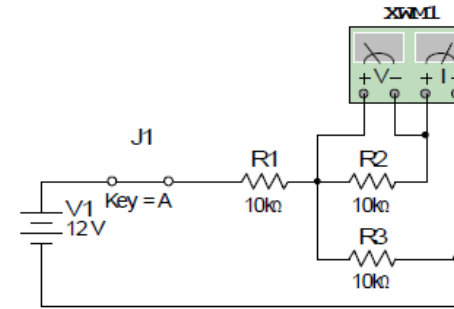 XWM1
+ V - + I -
J1
Key = A
R1
10kΩ
R2
10kΩ
V1
12V
R3
10kΩ